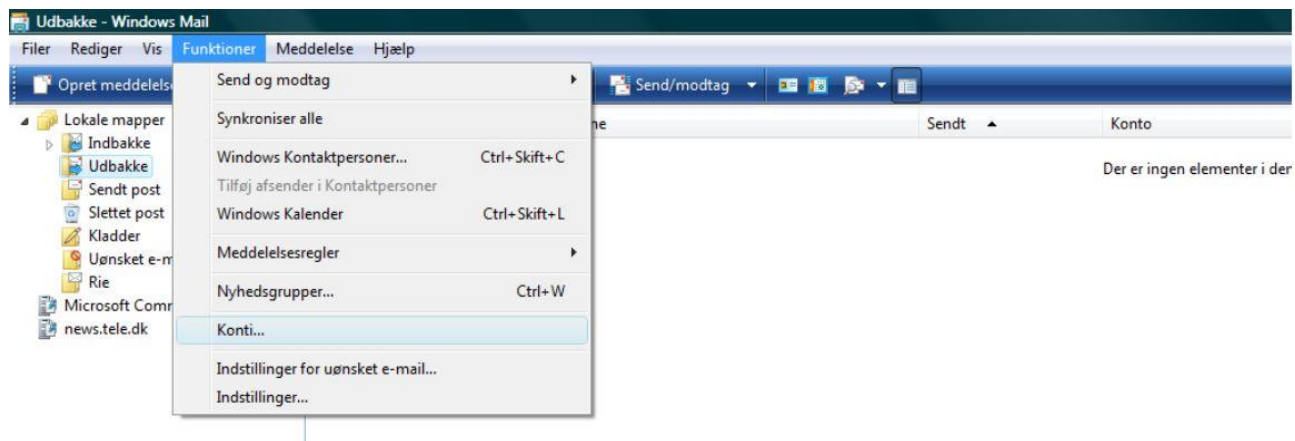 Udbakke - Windows Mail
Filer Rediger Vis Funktioner Meddelelse Hjælp
Opret meddelels
Send/modtag
Send og modtag
Synkroniser alle
Windows Kontaktpersoner... Ctrl+Skift+C
Tilføj afsender i Kontaktpersoner
Windows Kalender Ctrl+Skift+L
Meddelelsesregler
Nyhedsgrupper... Ctrl+W
Konti...
Indstillinger for uønsket e-mail...
Indstillinger...
Lokale mapper
Indbakke
Udbakke
Sendt post
Slettet post
Kladder
Uønsket e-m
Rie
Microsoft Comm
news.tele.dk
ne Sendt Konto
Der er ingen elementer i der